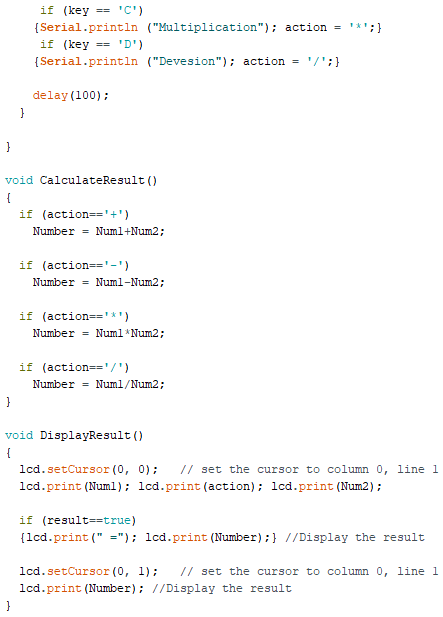 if (key == 'C')
{Serial.println ("Multiplication"); action = '*';}
if (key == 'D')
{Serial.println ("Devesion"); action = '/';}
delay(100);
}
}
void CalculateResult()
{
if (action=='+')
Number = Num1+Num2;
if (action=='-')
Number = Num1-Num2;
if (action=='*')
Number = Num1*Num2;
if (action=='/')
Number = Num1/Num2;
}
void DisplayResult()
{
lcd.setCursor(0, 0);   // set the cursor to column 0, line 1
lcd.print(Num1); lcd.print(action); lcd.print(Num2);
if (result==true)
{lcd.print(" ="); lcd.print(Number);} //Display the result
lcd.setCursor(0, 1);   // set the cursor to column 0, line 1
lcd.print(Number); //Display the result
}